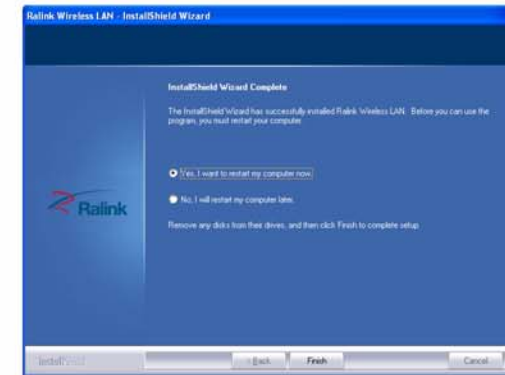 Ralink Wireless LAN - InstallShield Wizard
InstallShield Wizard Complete
The InstallShield Wizard has successfully installed Ralink Wireless LAN. Before you can use the
program, you must restart your computer.
Yes, I want to restart my computer now.
No, I will restart my computer later.
Remove any disks from their drives, and then click Finish to complete setup.
Ralink
InstallShield
< Back
Finish
Cancel